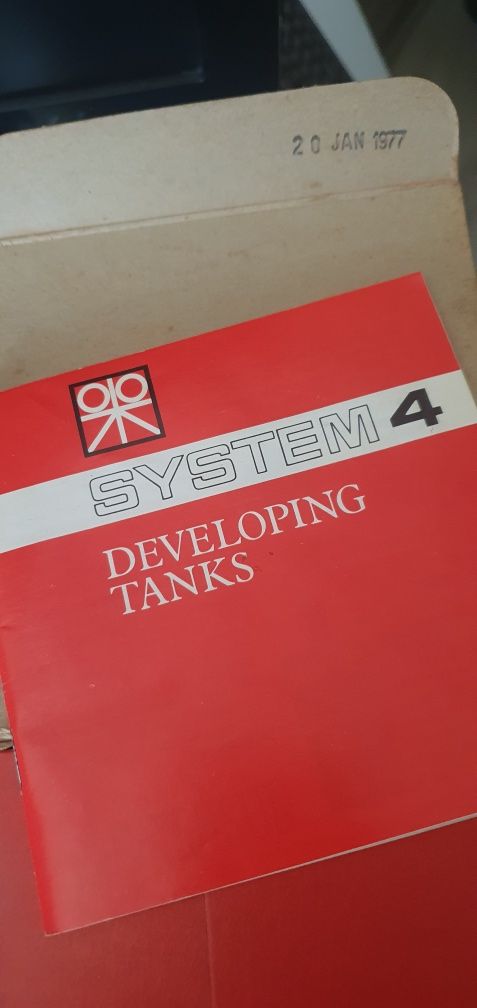 20 JAN 1977
SYSTEM 4
DEVELOPING
TANKS